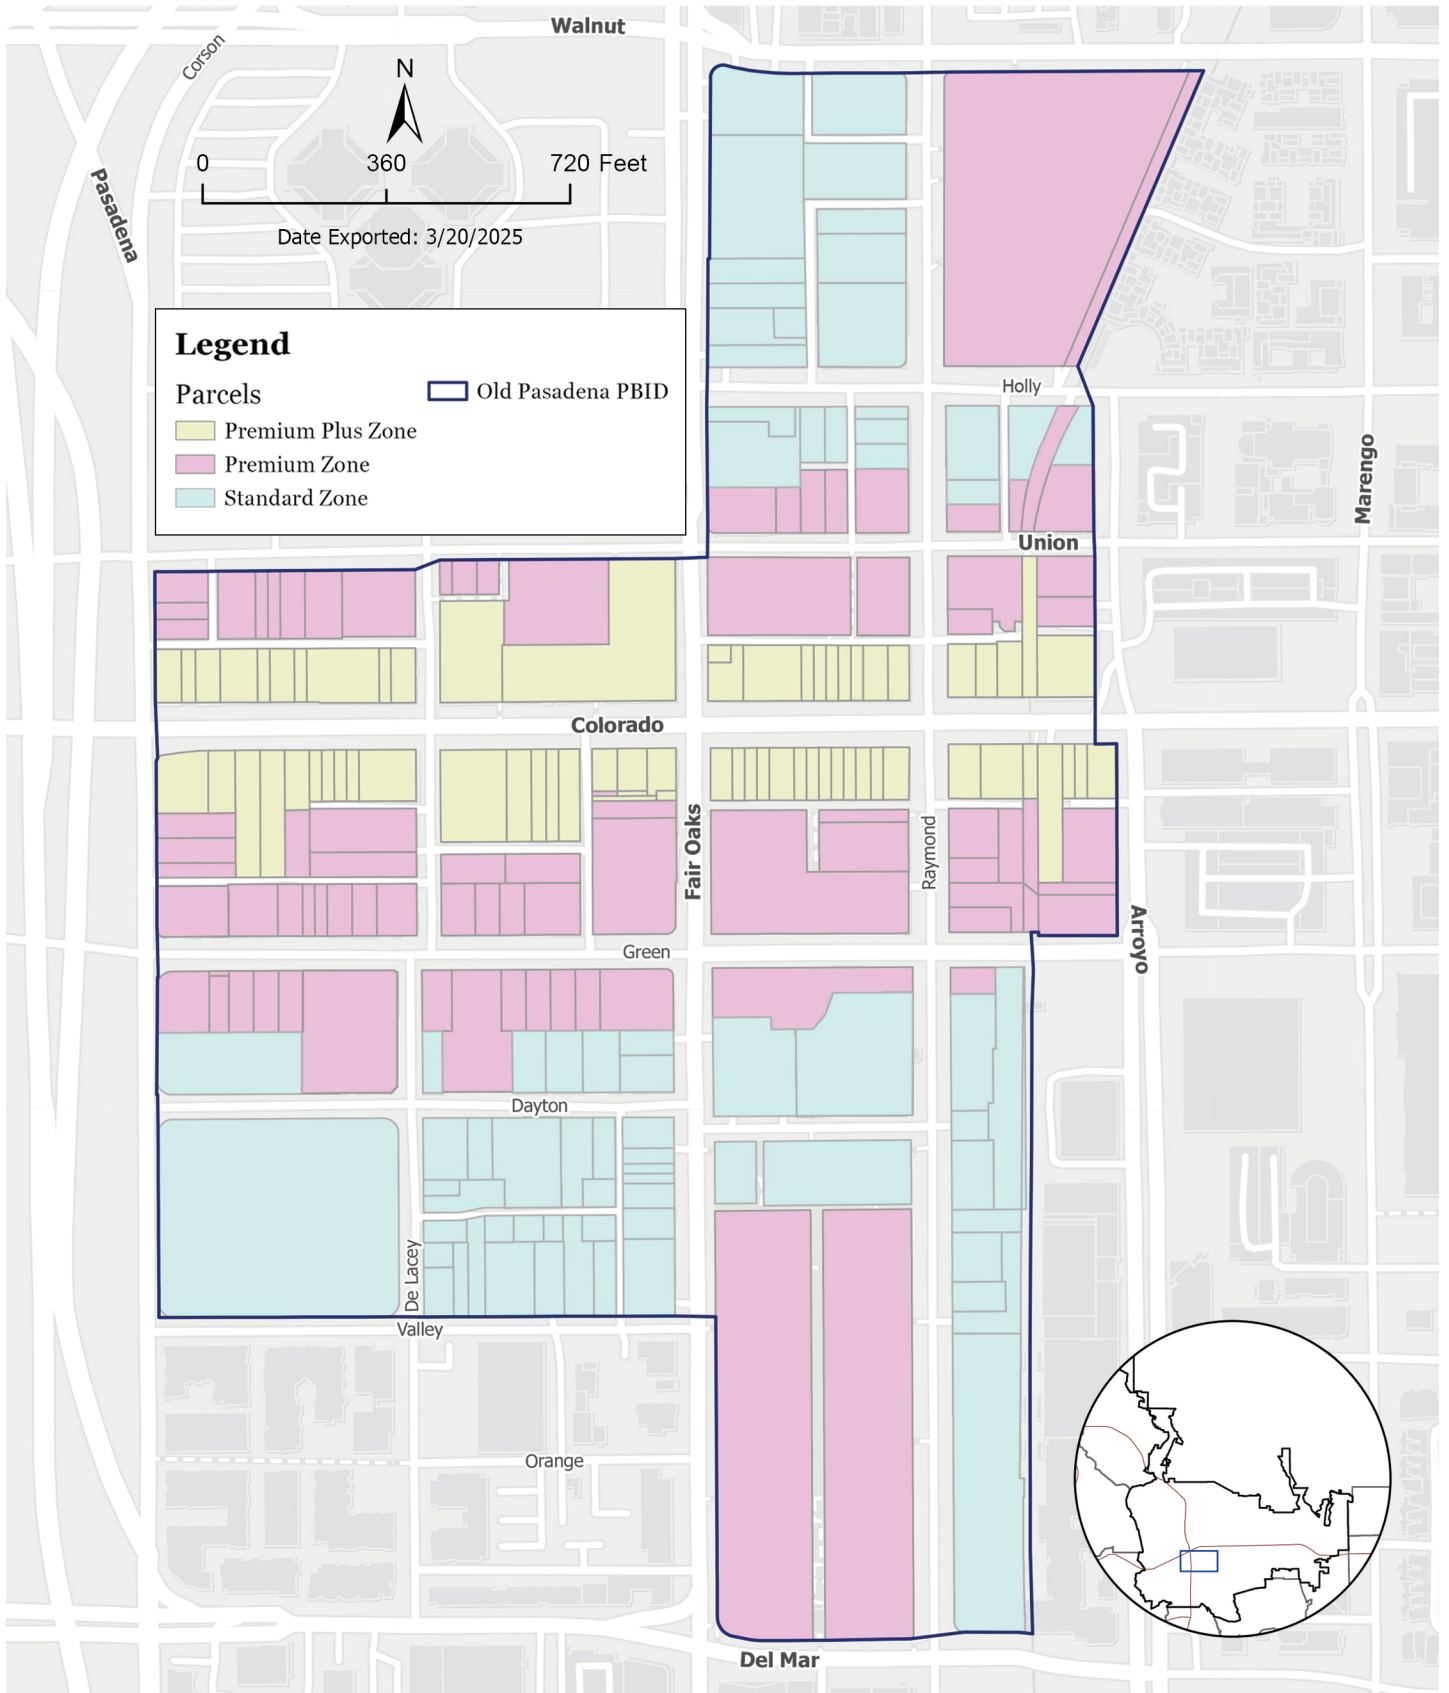 Walnut
Corson
N
0 360 720 Feet
Pasadena
Date Exported: 3/20/2025
Legend
Parcels
Old Pasadena PBID
Premium Plus Zone
Premium Zone
Standard Zone
Holly
Marengo
Union
Colorado
Fair Oaks
Raymond
Arroyo
Green
Dayton
De Lacey
Valley
Orange
Del Mar